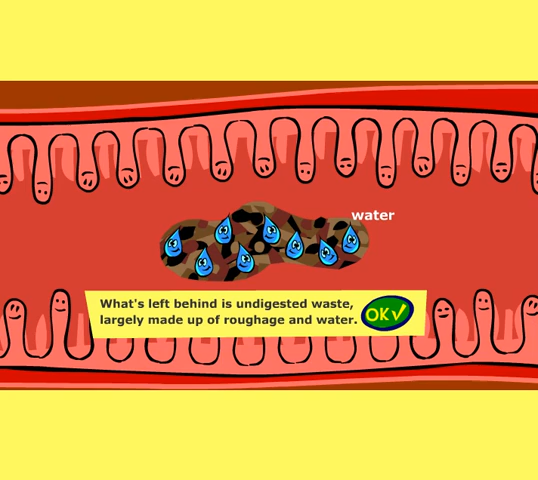 water
What's left behind is undigested waste,
largely made up of roughage and water.
OK